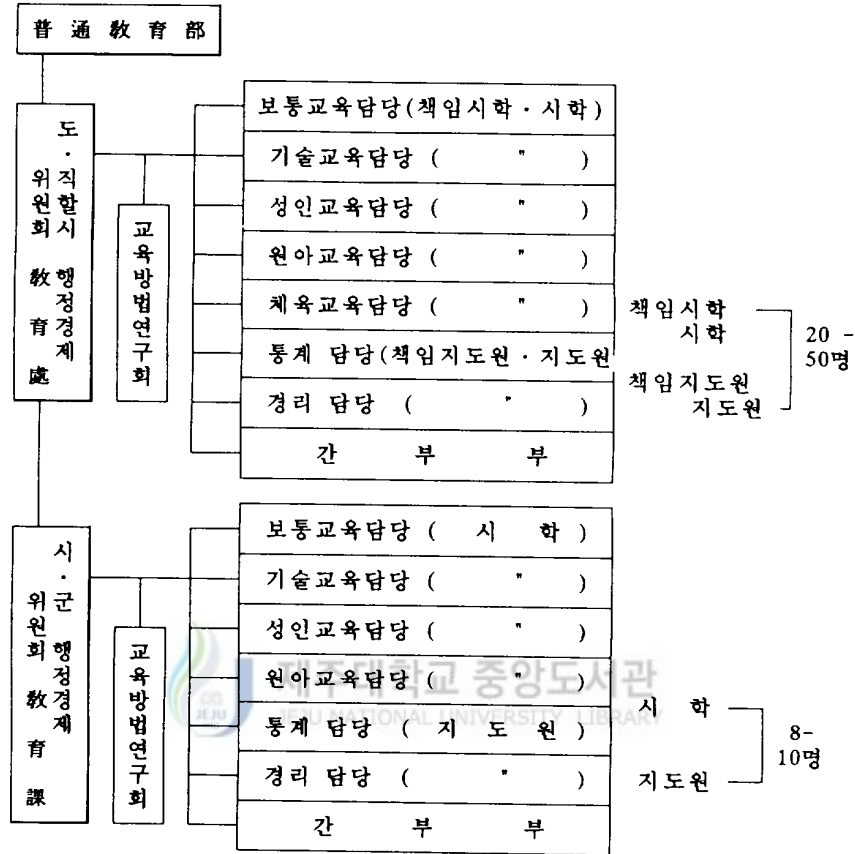 普通敎育部
도·직할시 행정경제
위원회 敎育處
교육방법연구회
보통교육담당(책임시학·시학)
기술교육담당 ( " )
성인교육담당 ( " )
원아교육담당 ( " )
체육교육담당 ( " )
통계 담당(책임지도원·지도원
경리 담당 ( " )
간 부 부
책임시학
시학
책임지도원
지도원
20 -
50명
시·군 행정경제
위원회 敎育課
교육방법연구회
보통교육담당 ( 시 학 )
기술교육담당 ( " )
성인교육담당 ( " )
원아교육담당 ( " )
통계 담당 ( 지 도 원 )
경리 담당 ( " )
간 부 부
시 학
지도원
8-
10명
제주대학교 중앙도서관
JEJU NATIONAL UNIVERSITY LIBRARY
JEJU